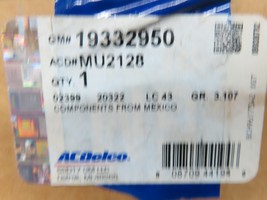 GM# 19332950
ACD# MU2128
QTY 1
02399 20322 LC 43 GR. 3.107
COMPONENTS FROM MEXICO
ACDelco